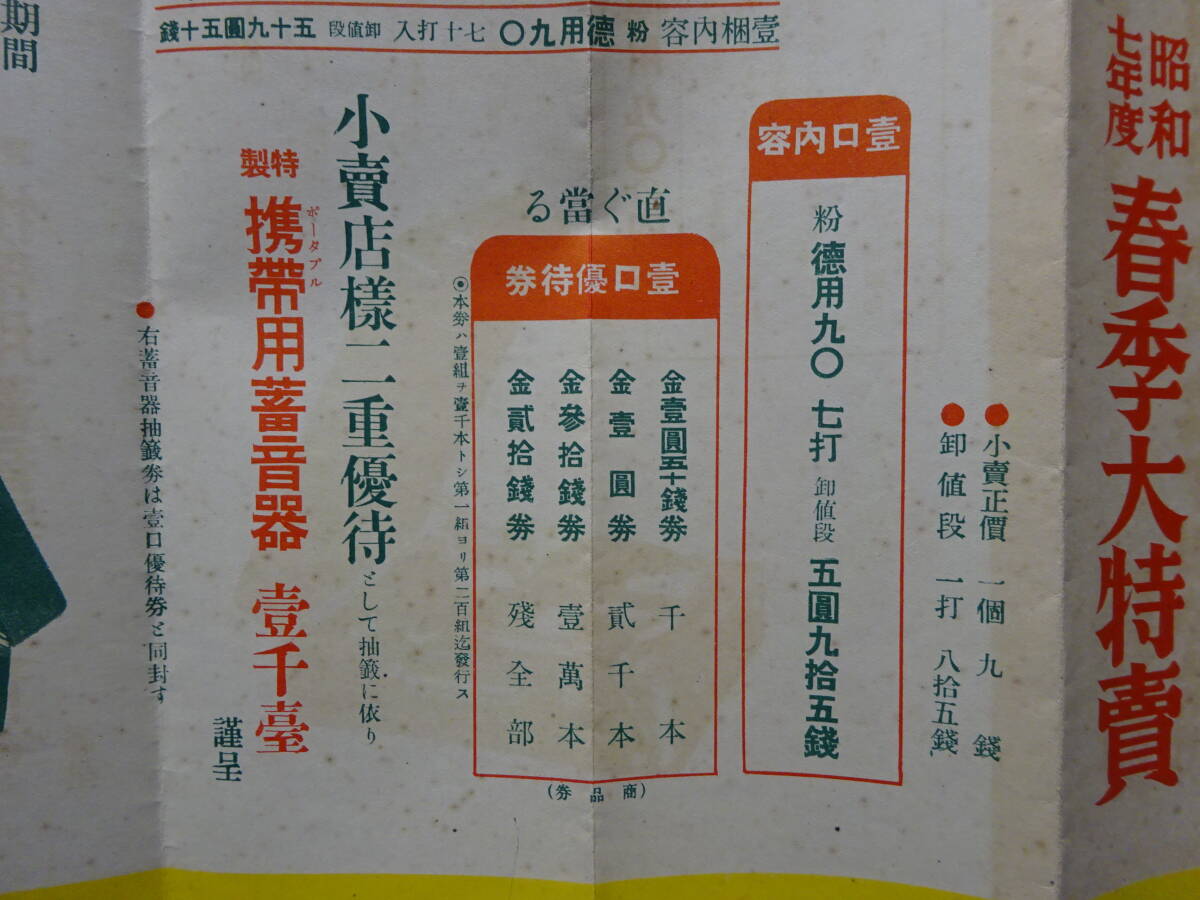 昭和七年度
春季大特賣
●小賣正價 一個 九錢
●卸値段 一打 八拾五錢
壹口內容
粉 德用九〇 七打 卸値段 五圓九拾五錢
壹梱內容 粉 德用九〇 七十打入 卸値段 五十九圓五十錢
直ぐ當る
壹口優待券
金壹圓五十錢券 千本
金壹圓券 貳千本
金參拾錢券 壹萬本
金貳拾錢券 殘全部
(商品券)
◉本券ハ壹組ヲ壹千本トシ第一組ヨリ第二百組迄發行ス
小賣店樣二重優待として抽籤に依り
特製 携帶用蓄音器 壹千臺
ポータブル
謹呈
●右蓄音器抽籤券は壹口優待券と同封す
期間